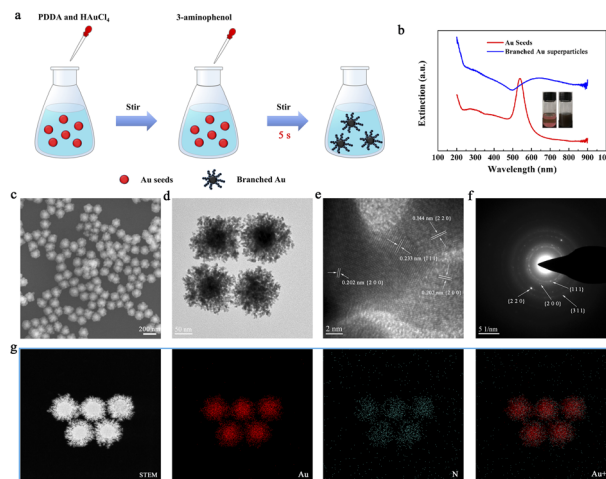 a
PDDA and HAuCl4
3-aminophenol
Stir
Stir
5 s
Au seeds
Branched Au
b
Au Seeds
Branched Au superparticles
Extinction (a.u.)
100 200 300 400 500 600 700 800 900 100
Wavelength (nm)
c
200 nm
d
50 nm
e
0.144 nm [2 2 0]
0.233 nm [1 1 1]
0.202 nm [2 0 0]
0.202 nm [2 0 0]
2 nm
f
[1 1 1]
[2 2 0]
[2 0 0]
[3 1 1]
5 1/nm
g
STEM
Au
N
Au+